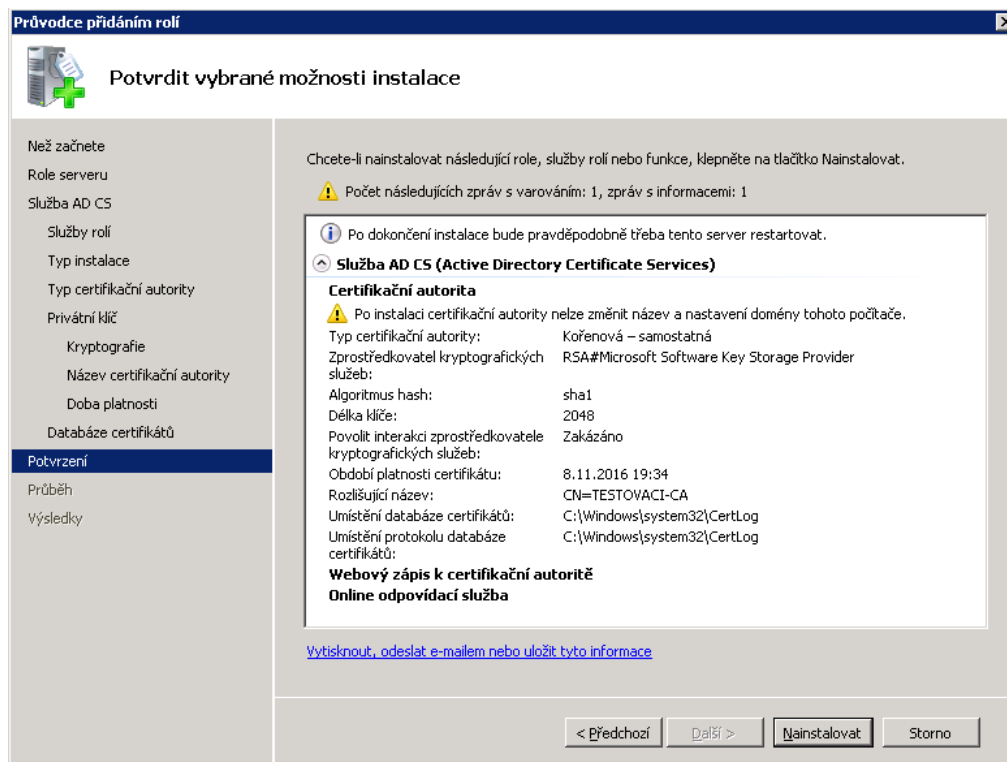 Průvodce přidáním rolí
Potvrdit vybrané možnosti instalace
Než začnete
Role serveru
Služba AD CS
Služby rolí
Typ instalace
Typ certifikační autority
Privátní klíč
Kryptografie
Název certifikační autority
Doba platnosti
Databáze certifikátů
Potvrzení
Průběh
Výsledky
Chcete-li nainstalovat následující role, služby rolí nebo funkce, klepněte na tlačítko Nainstalovat.
Počet následujících zpráv s varováním: 1, zpráv s informacemi: 1
Po dokončení instalace bude pravděpodobně třeba tento server restartovat.
Služba AD CS (Active Directory Certificate Services)
Certifikační autorita
Po instalaci certifikační autority nelze změnit název a nastavení domény tohoto počítače.
Typ certifikační autority: Kořenová – samostatná
Zprostředkovatel kryptografických RSA#Microsoft Software Key Storage Provider
služeb:
Algoritmus hash: sha1
Délka klíče: 2048
Povolit interakci zprostředkovatele Zakázáno
kryptografických služeb:
Období platnosti certifikátu: 8.11.2016 19:34
Rozlišující název: CN=TESTOVACI-CA
Umístění databáze certifikátů: C:\Windows\system32\CertLog
Umístění protokolu databáze C:\Windows\system32\CertLog
certifikátů:
Webový zápis k certifikační autoritě
Online odpovídací služba
Vytisknout, odeslat e-mailem nebo uložit tyto informace
< Předchozí Další > Nainstalovat Storno